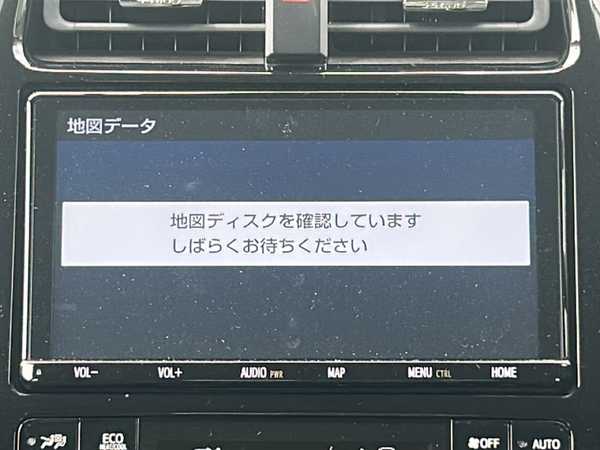 地図データ
地図ディスクを確認しています
しばらくお待ちください
VOL− VOL+ AUDIO PWR MAP MENU CTRL HOME
ECO HEAT/COOL OFF AUTO